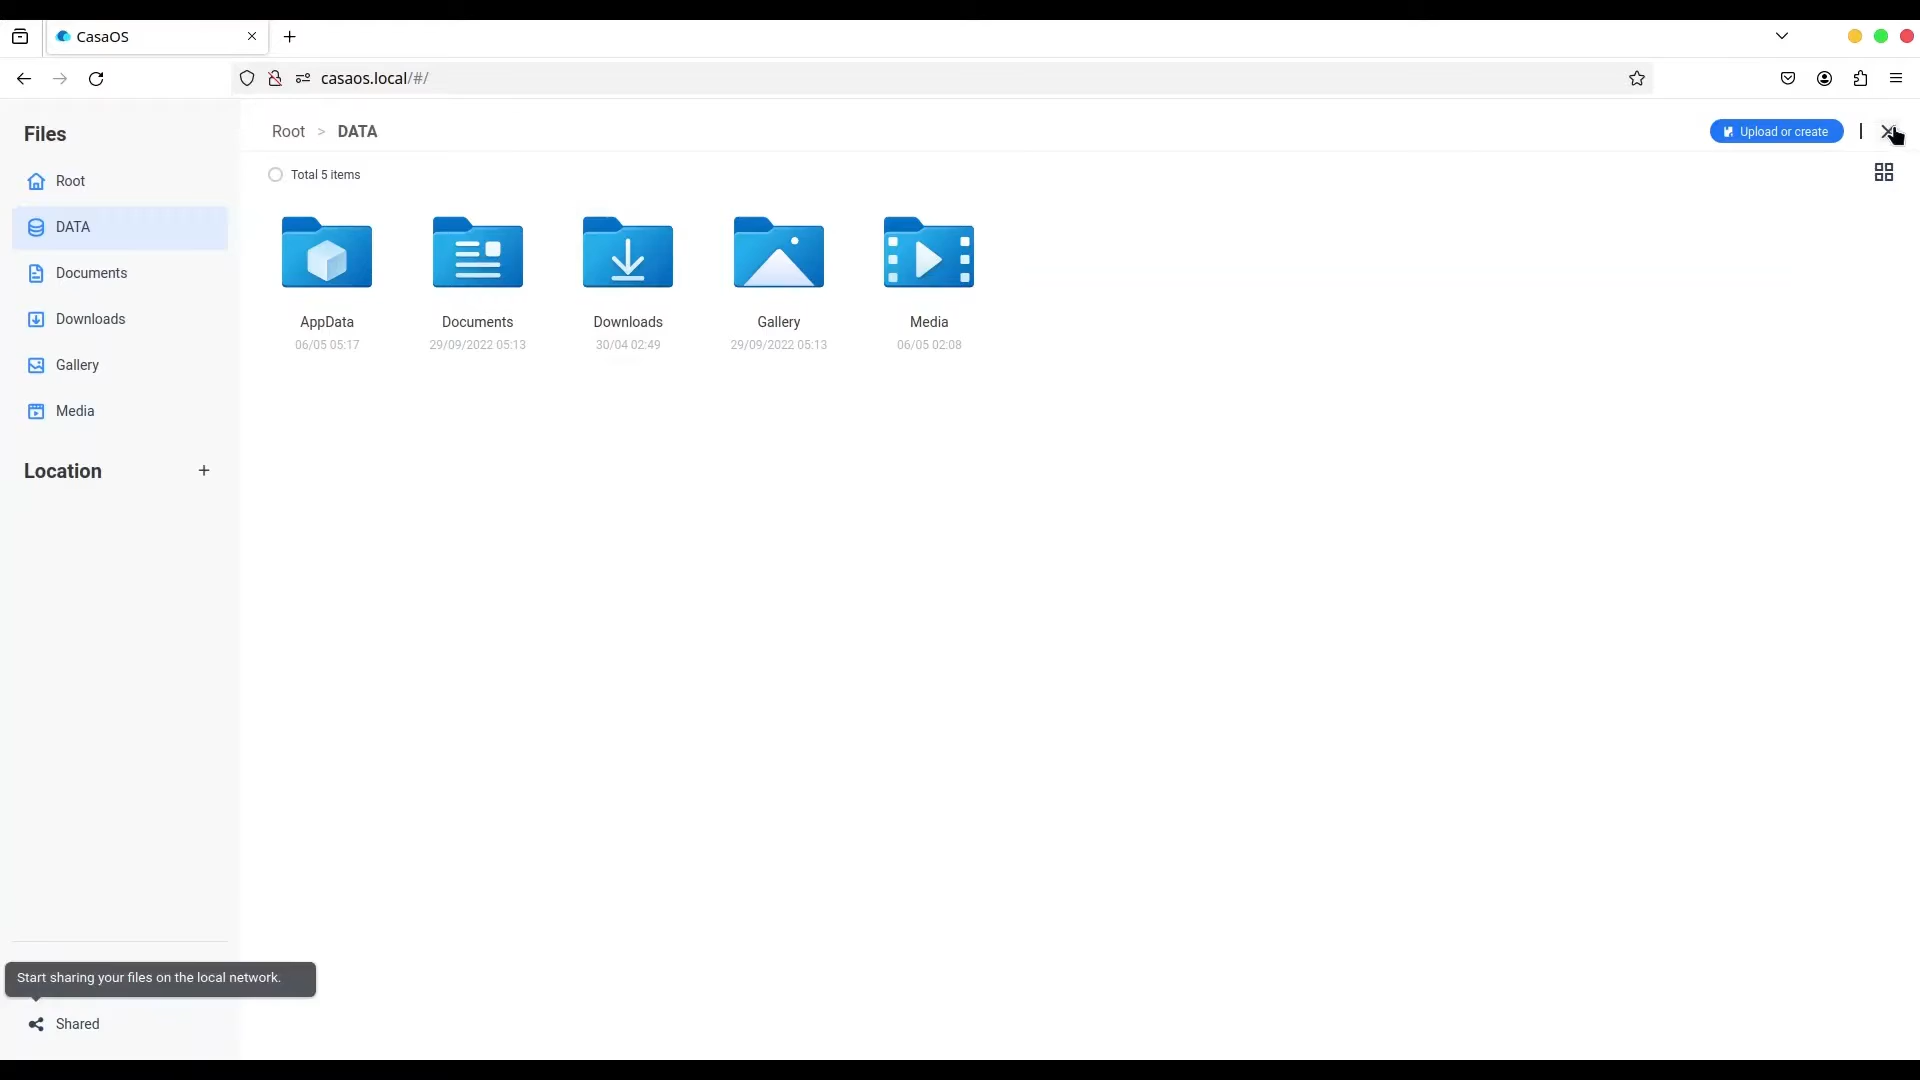 CasaOS
casaos.local/#/
Files
Root > DATA
Upload or create
Total 5 items
Root
DATA
Documents
Downloads
Gallery
Media
AppData
06/05 05:17
Documents
29/09/2022 05:13
Downloads
30/04 02:49
Gallery
29/09/2022 05:13
Media
06/05 02:08
Location
Start sharing your files on the local network.
Shared